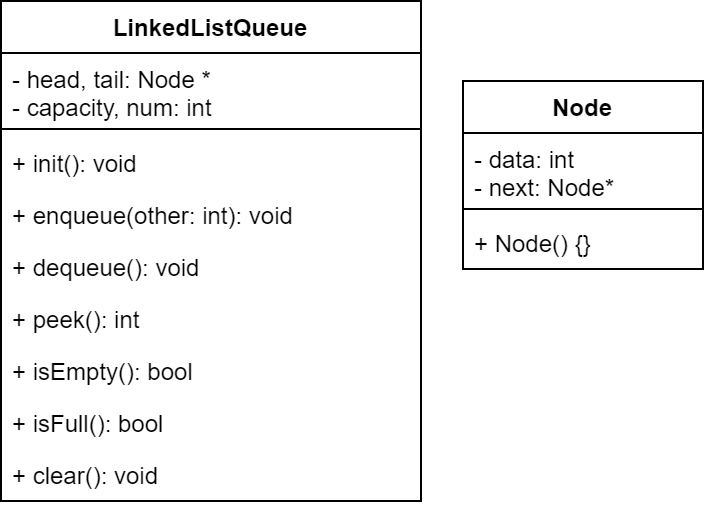 LinkedListQueue
- head, tail: Node *
- capacity, num: int
+ init(): void
+ enqueue(other: int): void
+ dequeue(): void
+ peek(): int
+ isEmpty(): bool
+ isFull(): bool
+ clear(): void
Node
- data: int
- next: Node*
+ Node() {}